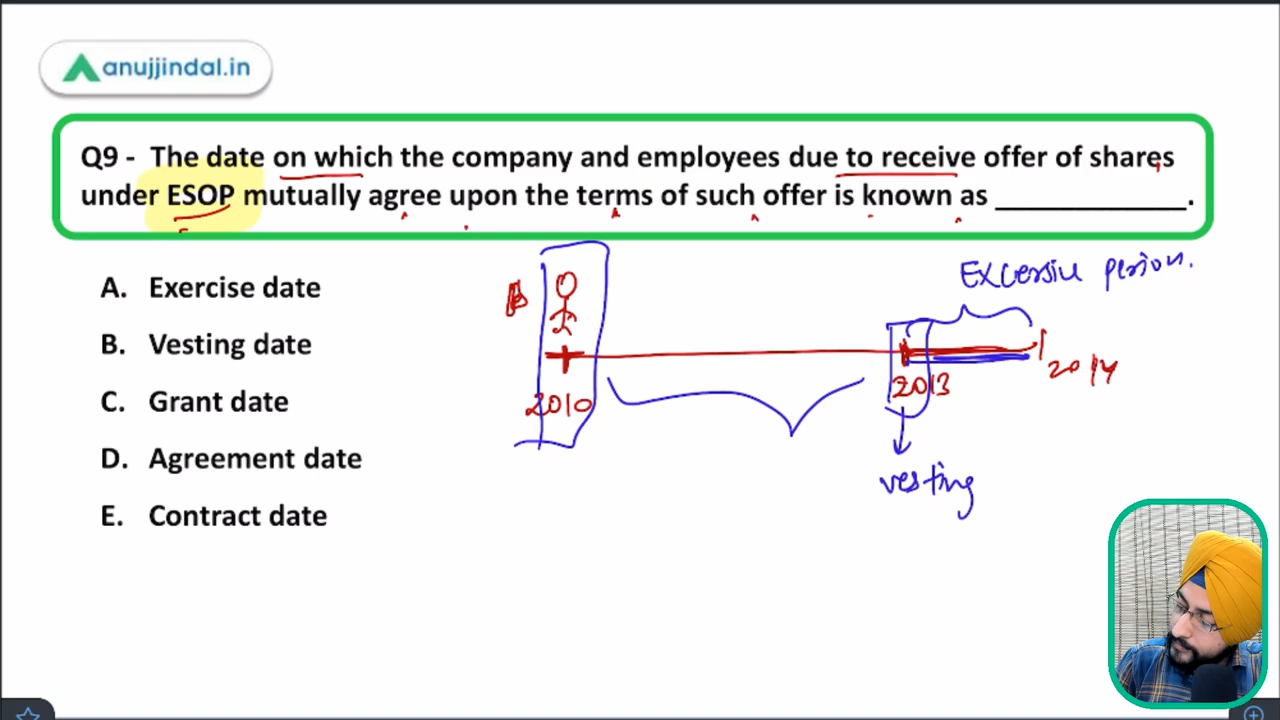 anujjindal.in
Q9 - The date on which the company and employees due to receive offer of shares
under ESOP mutually agree upon the terms of such offer is known as ____________.
A. Exercise date
B. Vesting date
C. Grant date
D. Agreement date
E. Contract date
2010
2013
2014
vesting